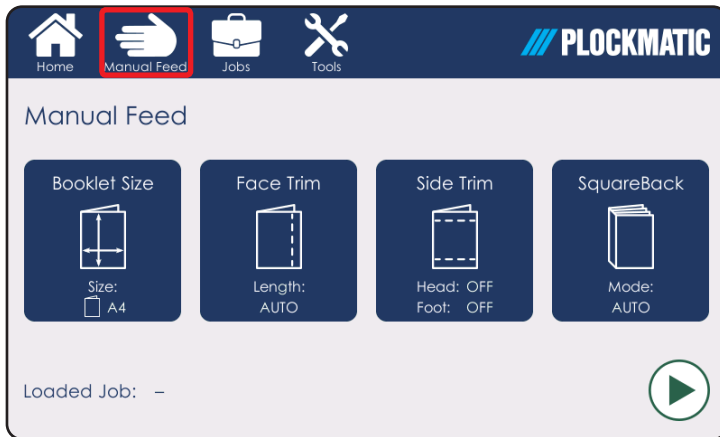 Home
Manual Feed
Jobs
Tools
PLOCKMATIC
Manual Feed
Booklet Size
Size:
A4
Face Trim
Length:
AUTO
Side Trim
Head: OFF
Foot: OFF
SquareBack
Mode:
AUTO
Loaded Job: –